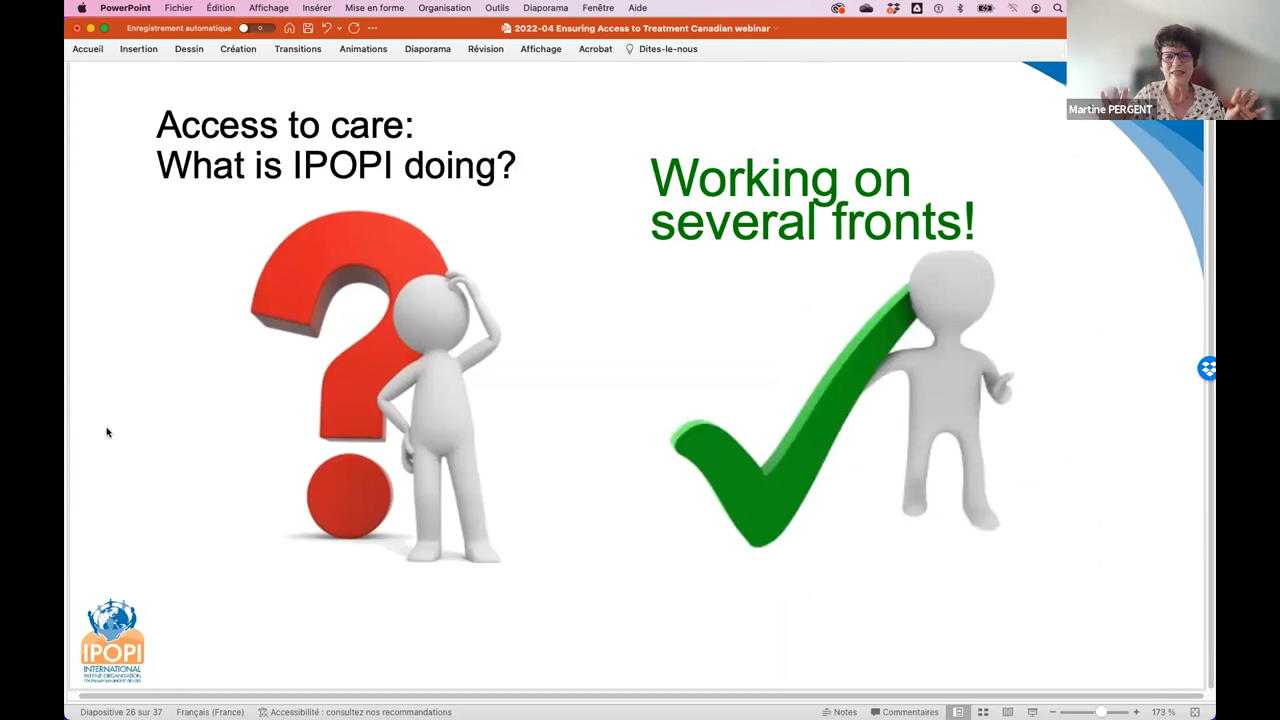 PowerPoint Fichier Édition Affichage Insérer Mise en forme Organisation Outils Diaporama Fenêtre Aide
Enregistrement automatique
2022-04 Ensuring Access to Treatment Canadian webinar
Accueil Insertion Dessin Création Transitions Animations Diaporama Révision Affichage Acrobat Dites-le-nous
Martine PERGENT
Access to care:
What is IPOPI doing?
Working on
several fronts!
IPOPI
INTERNATIONAL
PATIENT ORGANISATION
Diapositive 26 sur 37 Français (France) Accessibilité : consultez nos recommandations Notes Commentaires 173 %